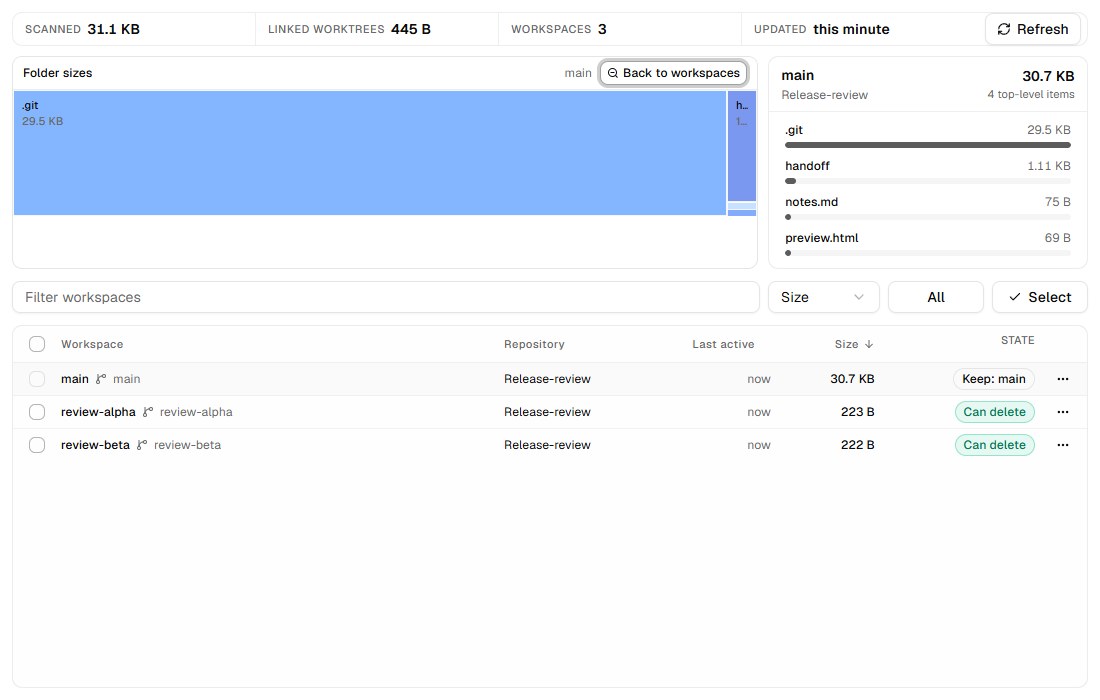 SCANNED 31.1 KB LINKED WORKTREES 445 B WORKSPACES 3 UPDATED this minute Refresh
Folder sizes main Back to workspaces
.git h...
29.5 KB 1...
main 30.7 KB
Release-review 4 top-level items
.git 29.5 KB
handoff 1.11 KB
notes.md 75 B
preview.html 69 B
Filter workspaces Size All Select
Workspace Repository Last active Size ↓ STATE
main main Release-review now 30.7 KB Keep: main ···
review-alpha review-alpha Release-review now 223 B Can delete ···
review-beta review-beta Release-review now 222 B Can delete ···